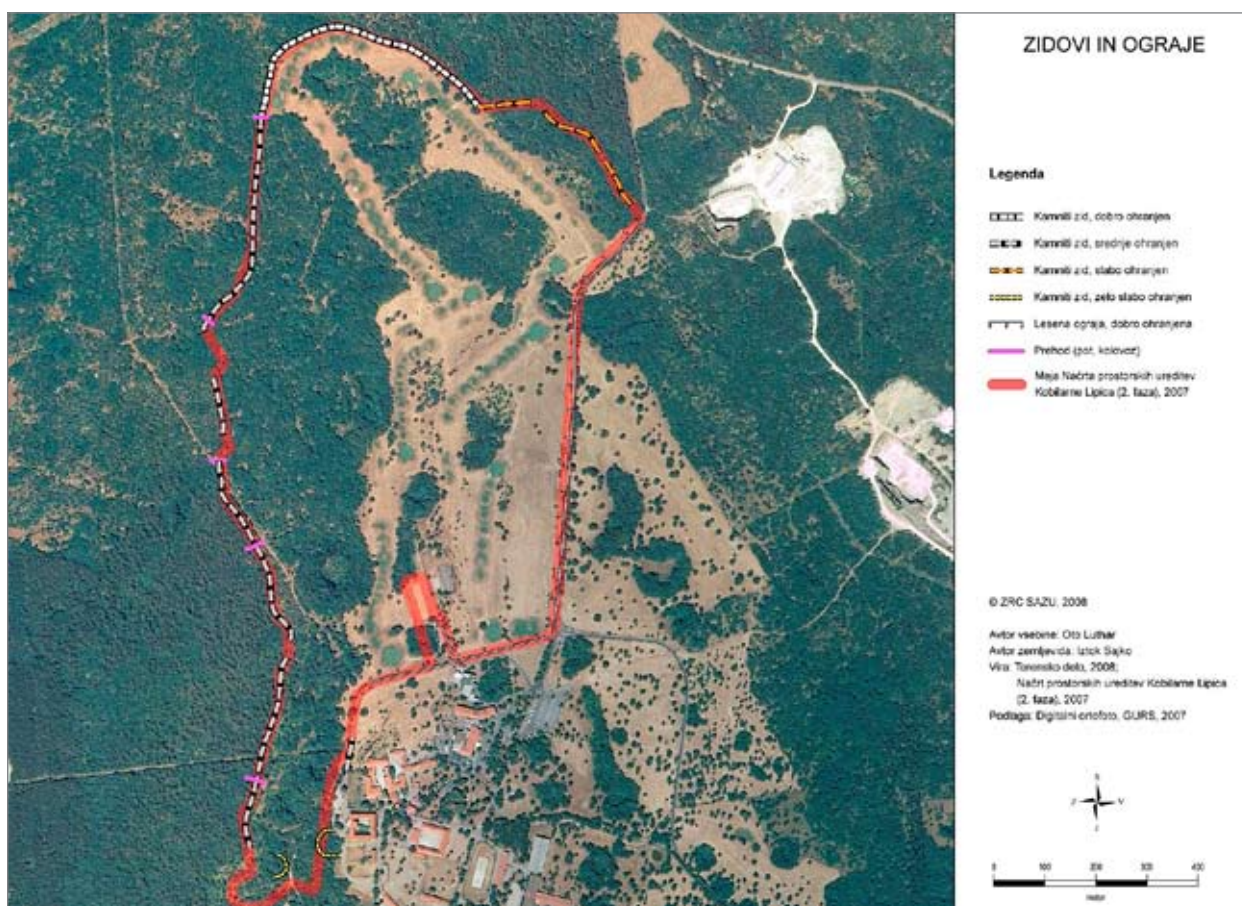 ZIDOVI IN OGRAJE
Legenda
Kamniti zid, dobro ohranjen
Kamniti zid, srednje ohranjen
Kamniti zid, slabo ohranjen
Kamniti zid, zelo slabo ohranjen
Lesena ograja, dobro ohranjena
Prehod (pot, kolovoz)
Meja Načrta prostorskih ureditev
Kobilarne Lipica (2. faza), 2007
© ZRC SAZU, 2008
Avtor vsebine: Oto Luthar
Avtor zemljevida: Iztok Sajko
Vira: Terensko delo, 2008;
Načrt prostorskih ureditev Kobilarne Lipica
(2. faza), 2007
Podlaga: Digitalni ortofoto, GURS, 2007
S
Z V
J
0 100 200 300 400
metor